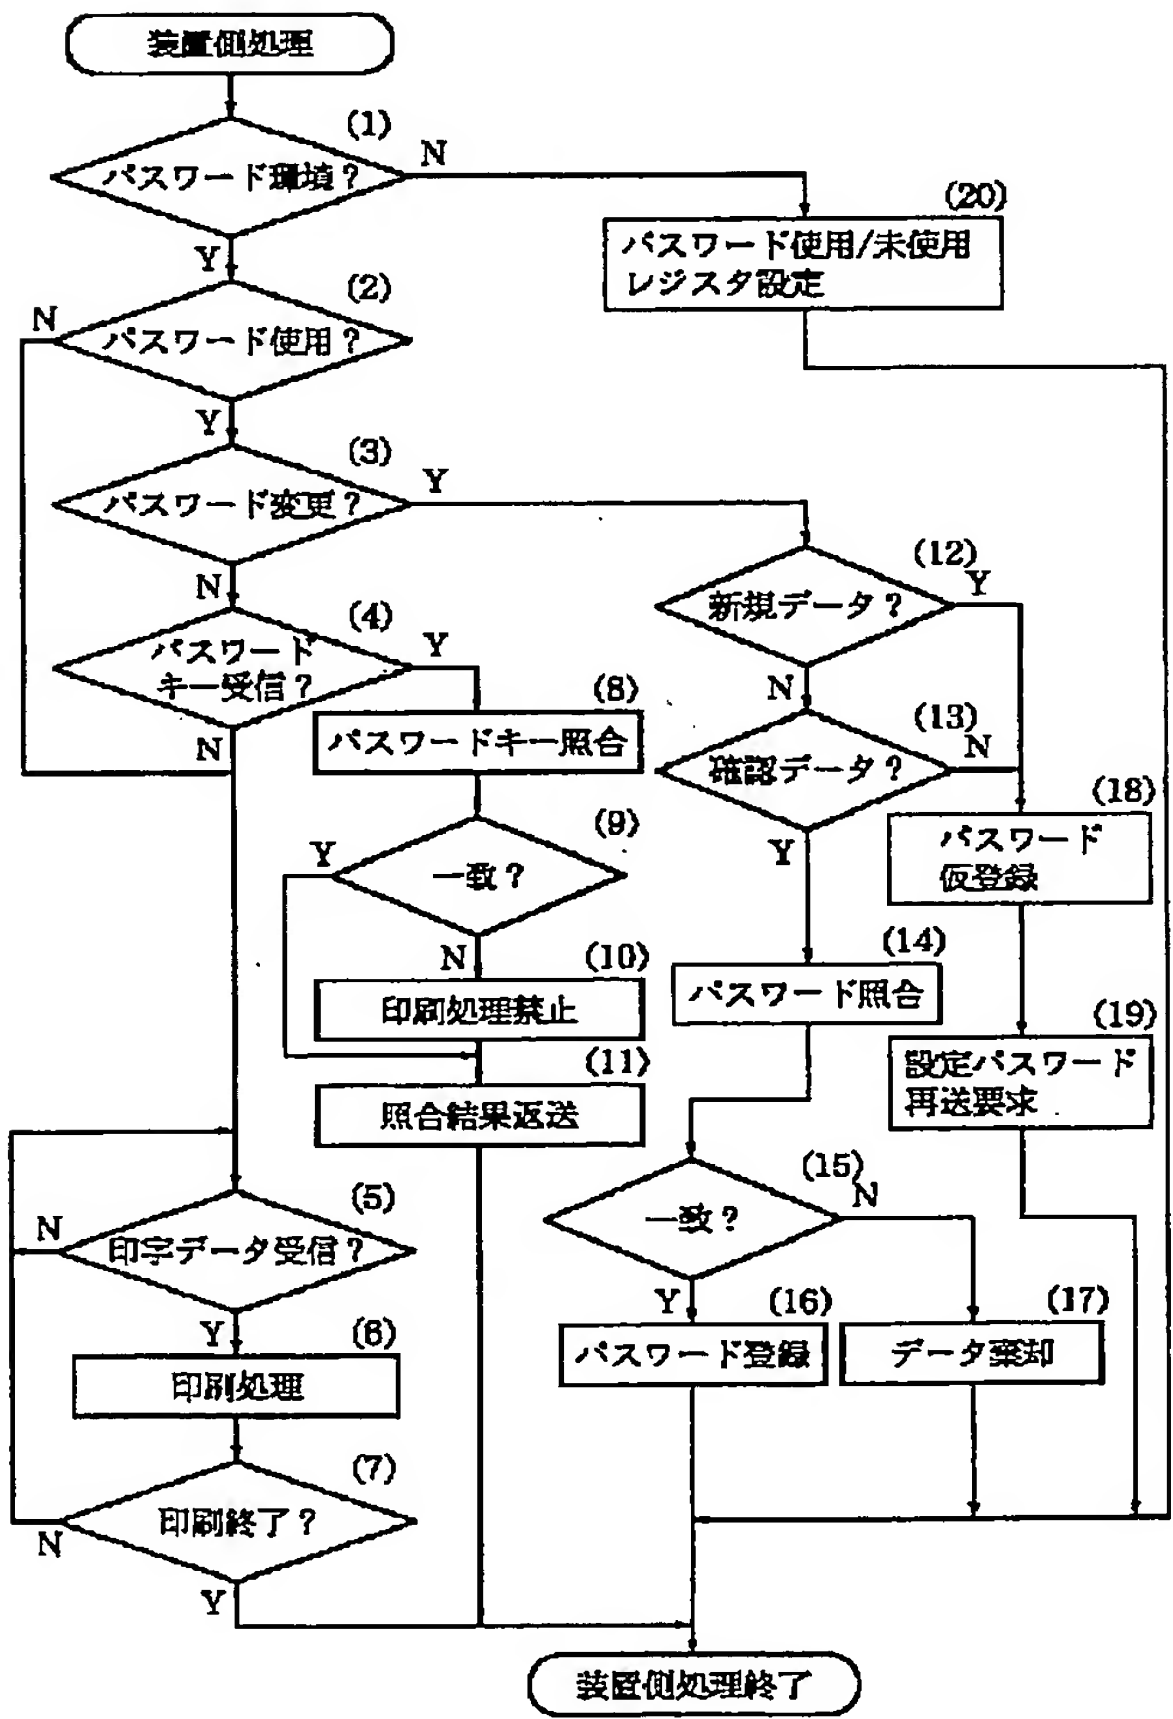 装置側処理
(1)
パスワード環境?
N
Y
(20)
パスワード使用/未使用
レジスタ設定
(2)
N
パスワード使用?
Y
(3)
パスワード変更?
Y
N
(12)
新規データ?
Y
N
(4)
パスワード
キー受信?
Y
N
(8)
パスワードキー照合
(13)
確認データ?
N
Y
(9)
Y
一致?
N
(18)
パスワード
仮登録
(10)
印刷処理禁止
(14)
パスワード照合
(19)
設定パスワード
再送要求
(11)
照合結果返送
(5)
N
印字データ受信?
Y
(15)
一致?
N
Y
(6)
印刷処理
(16)
パスワード登録
(17)
データ棄却
(7)
印刷終了?
N
Y
装置側処理終了